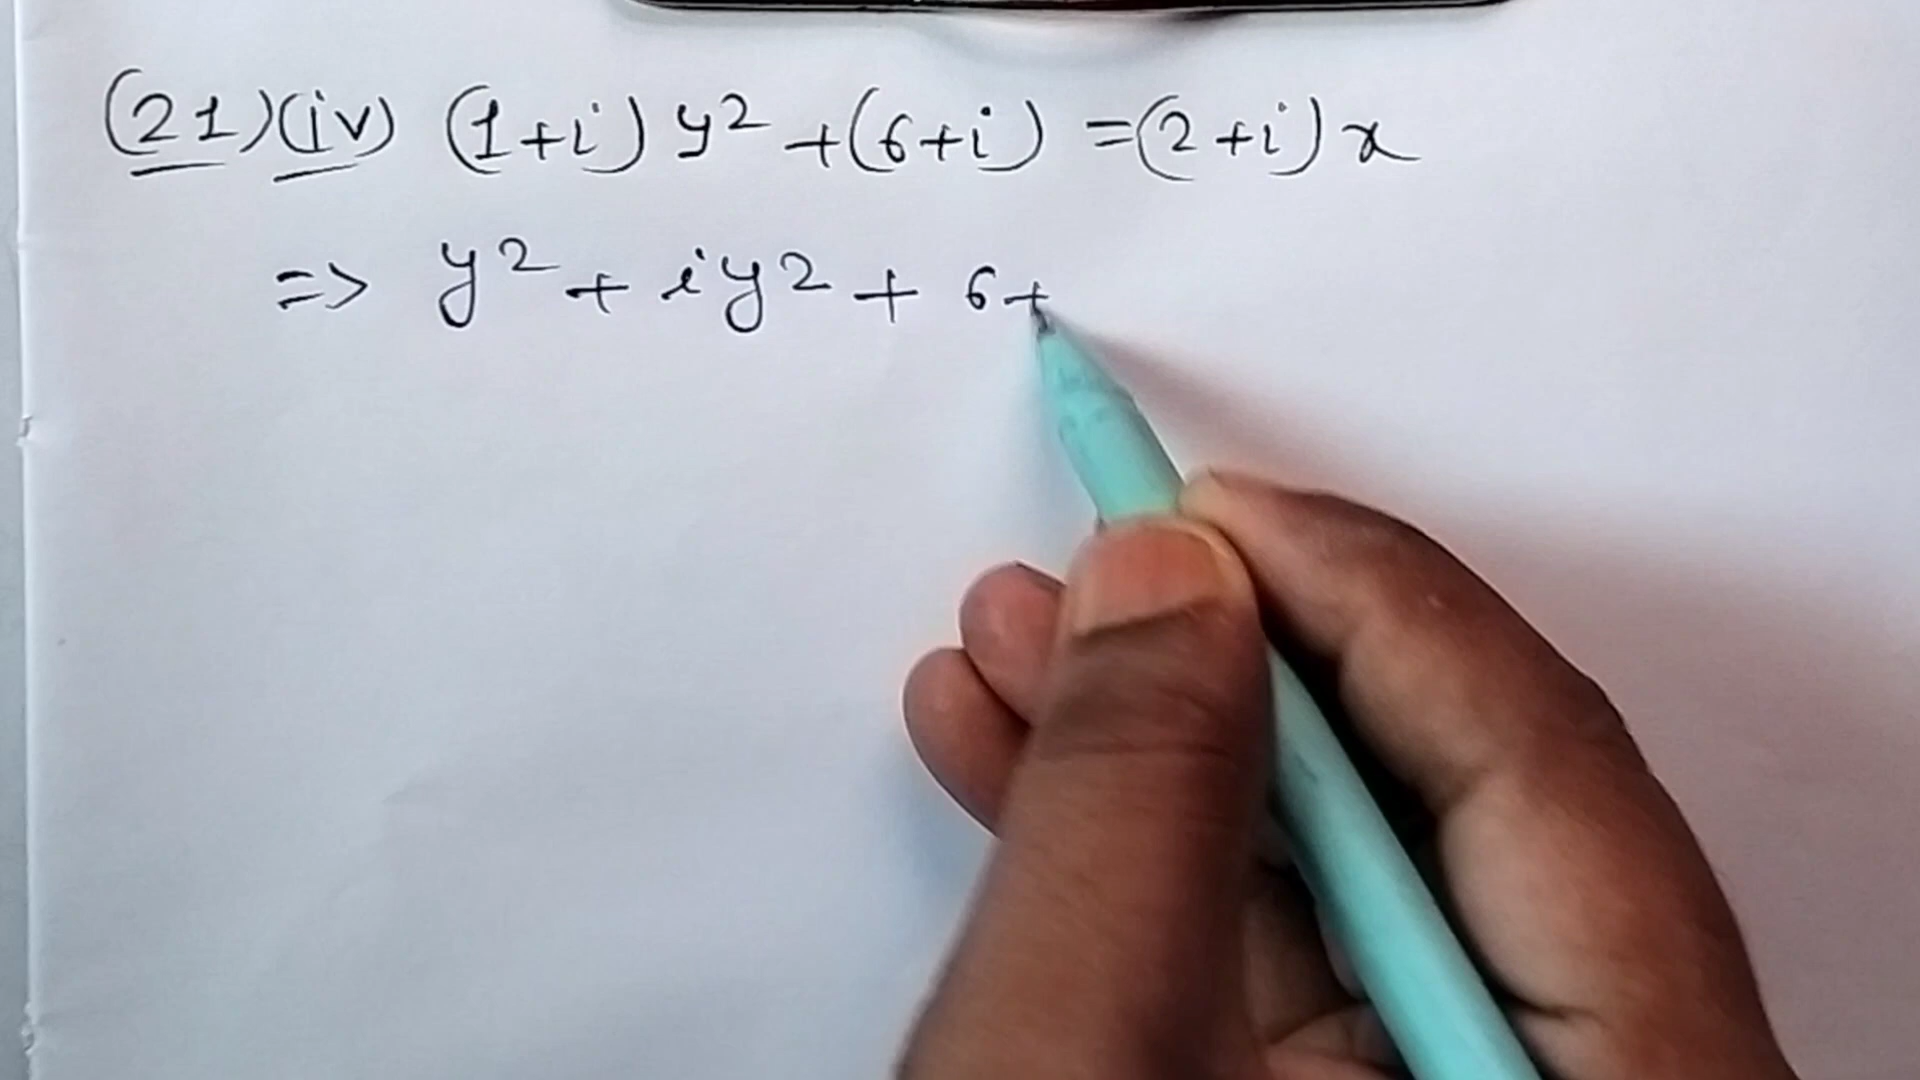 (21)(iv) (1+i) y² +(6+i) =(2+i) x
=> y² + iy² + 6+